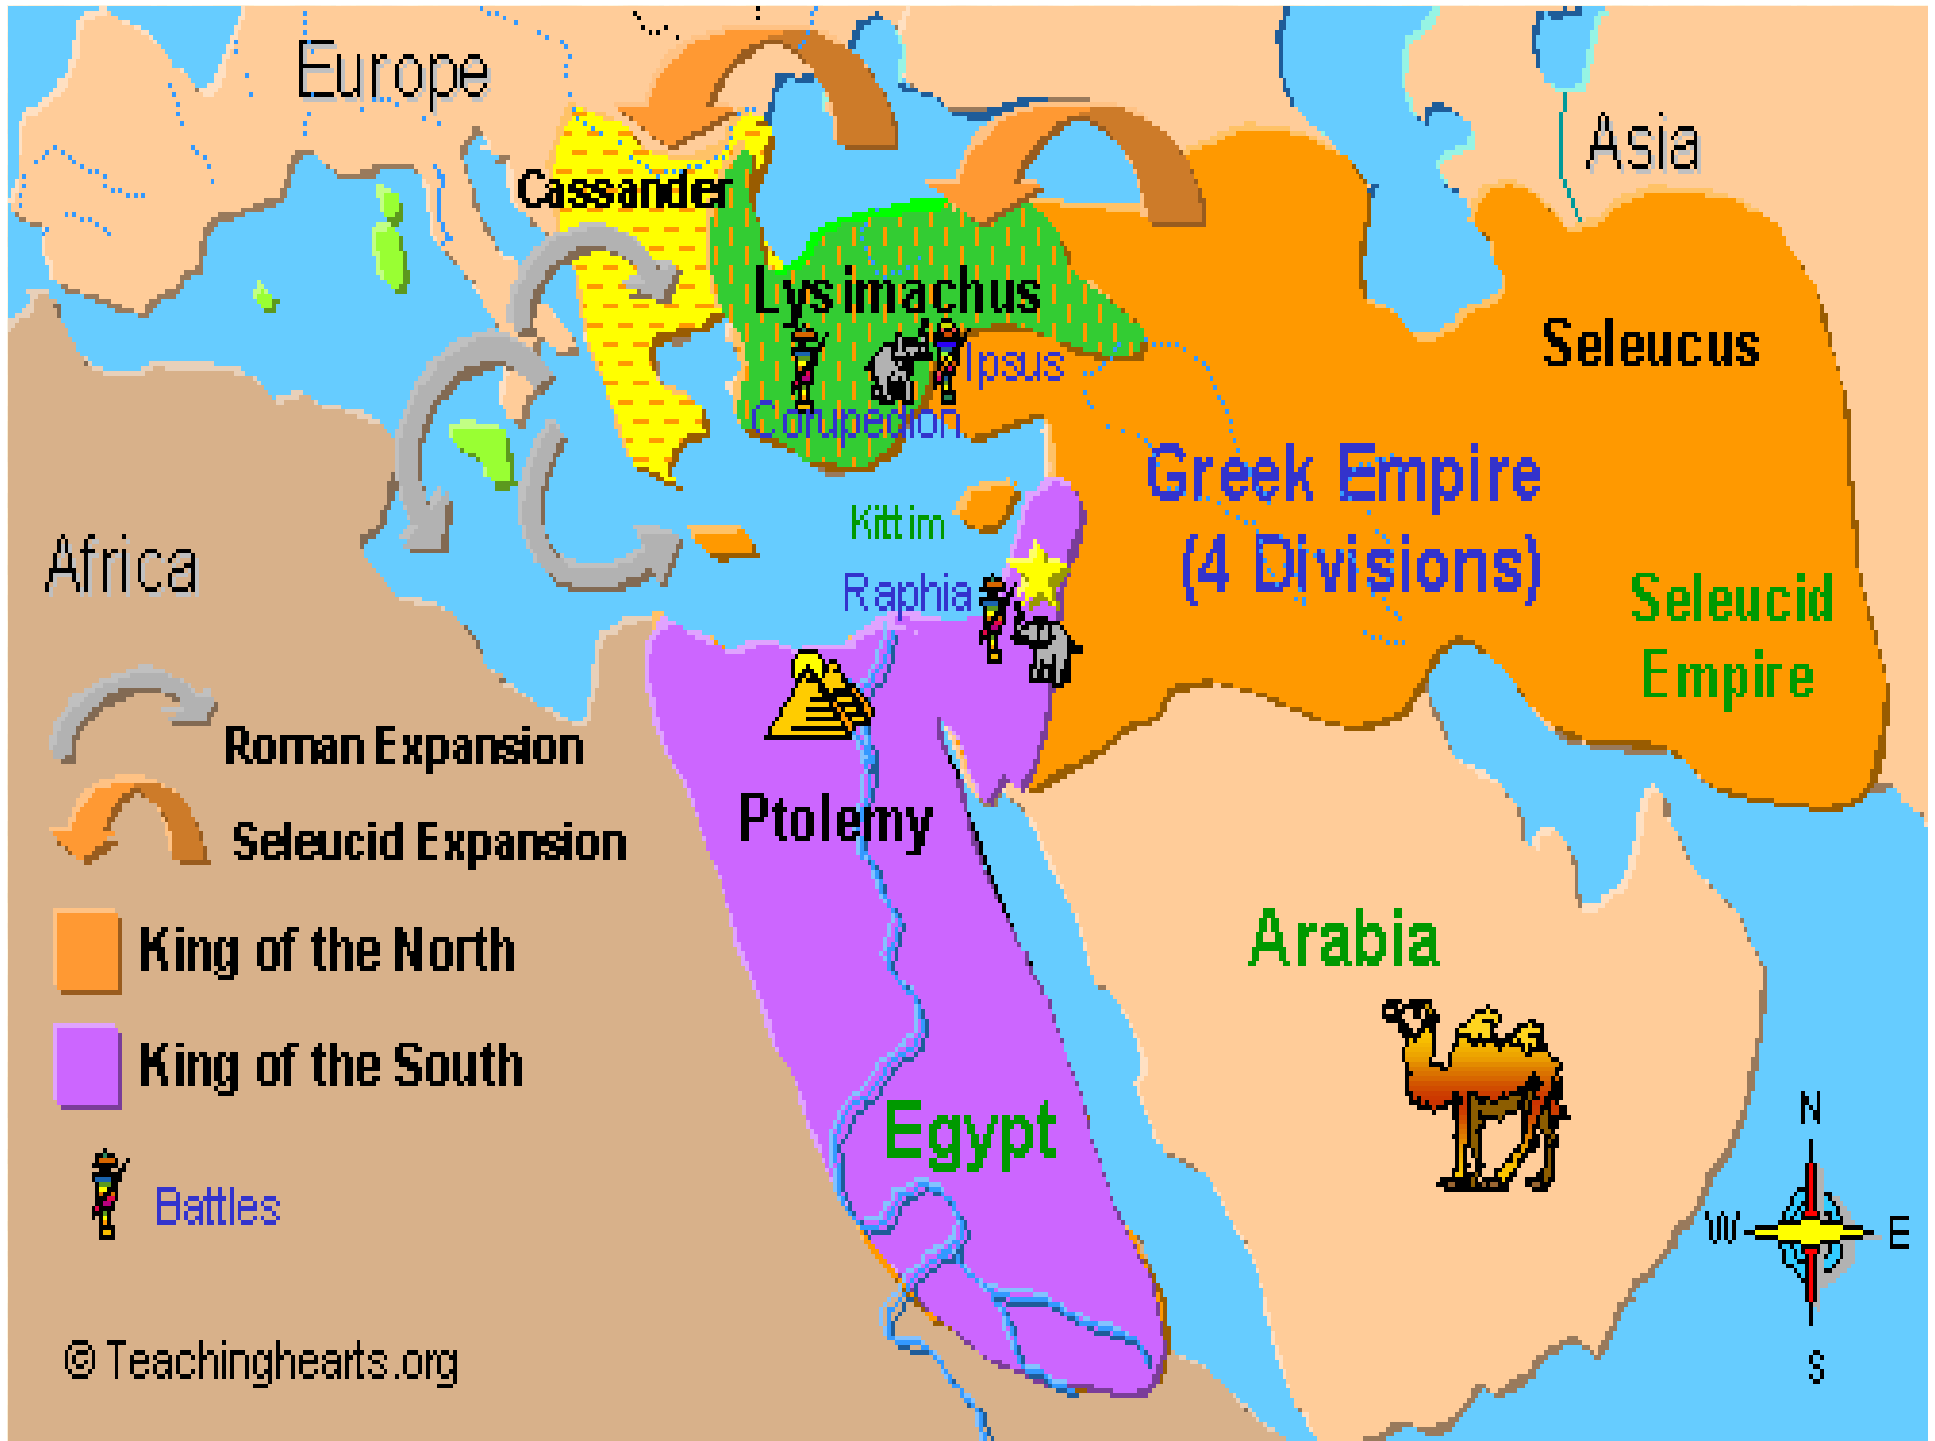 Europe
Asia
Cassander
Lysimachus
Seleucus
Ipsus
Corupedion
Greek Empire
(4 Divisions)
Kittim
Africa
Raphia
Seleucid
Empire
Roman Expansion
Ptolemy
Seleucid Expansion
King of the North
Arabia
King of the South
Egypt
N
Battles
W
E
© Teachinghearts.org
S